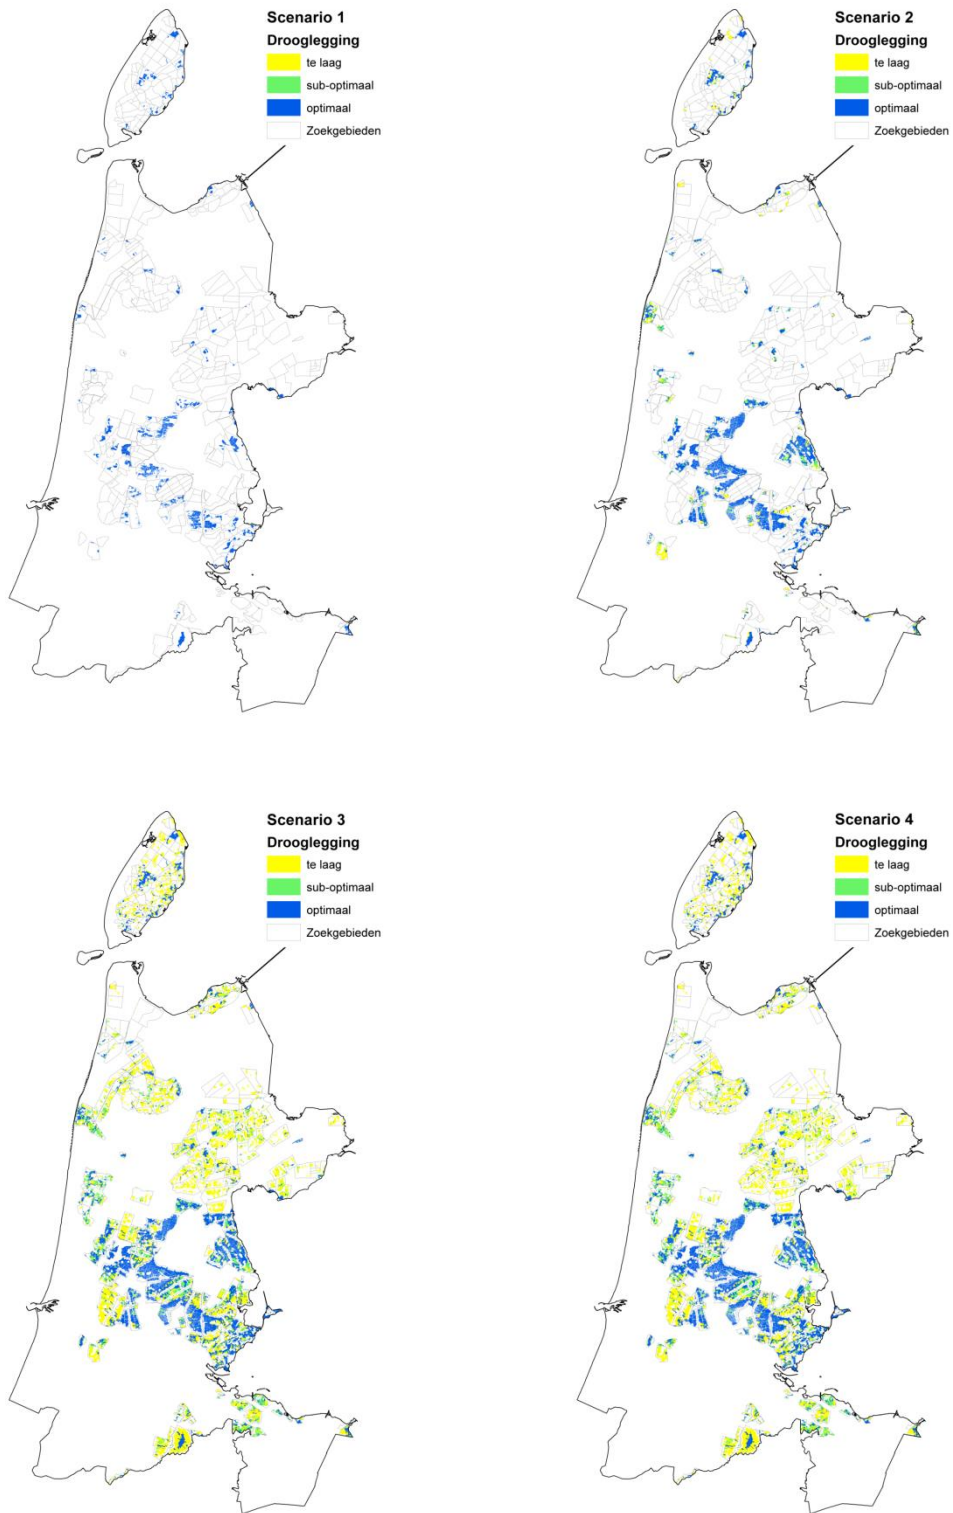 Scenario 1
Drooglegging
te laag
sub-optimaal
optimaal
Zoekgebieden
Scenario 2
Drooglegging
te laag
sub-optimaal
optimaal
Zoekgebieden
Scenario 3
Drooglegging
te laag
sub-optimaal
optimaal
Zoekgebieden
Scenario 4
Drooglegging
te laag
sub-optimaal
optimaal
Zoekgebieden